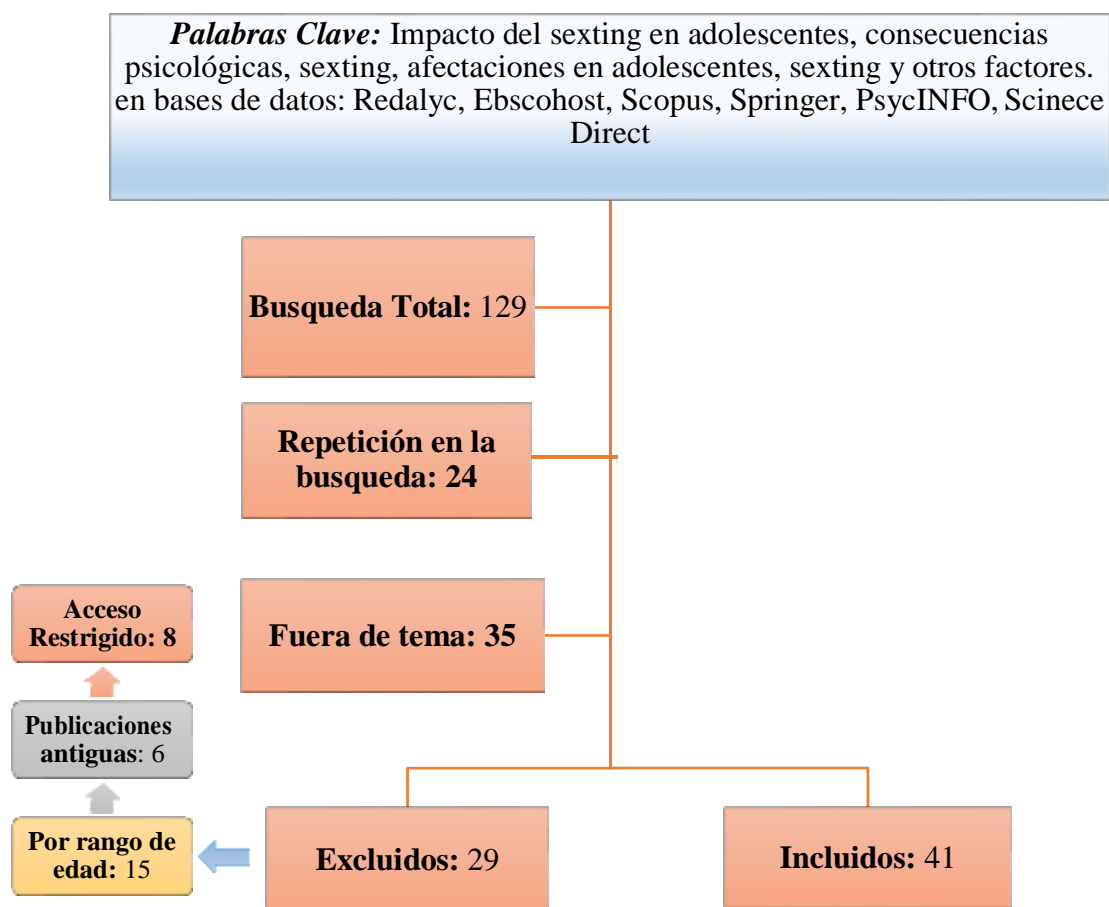 Palabras Clave: Impacto del sexting en adolescentes, consecuencias
psicológicas, sexting, afectaciones en adolescentes, sexting y otros factores.
en bases de datos: Redalyc, Ebscohost, Scopus, Springer, PsycINFO, Scinece
Direct
Busqueda Total: 129
Repetición en la
busqueda: 24
Fuera de tema: 35
Acceso
Restrigido: 8
Publicaciones
antiguas: 6
Por rango de
edad: 15
Excluidos: 29
Incluidos: 41